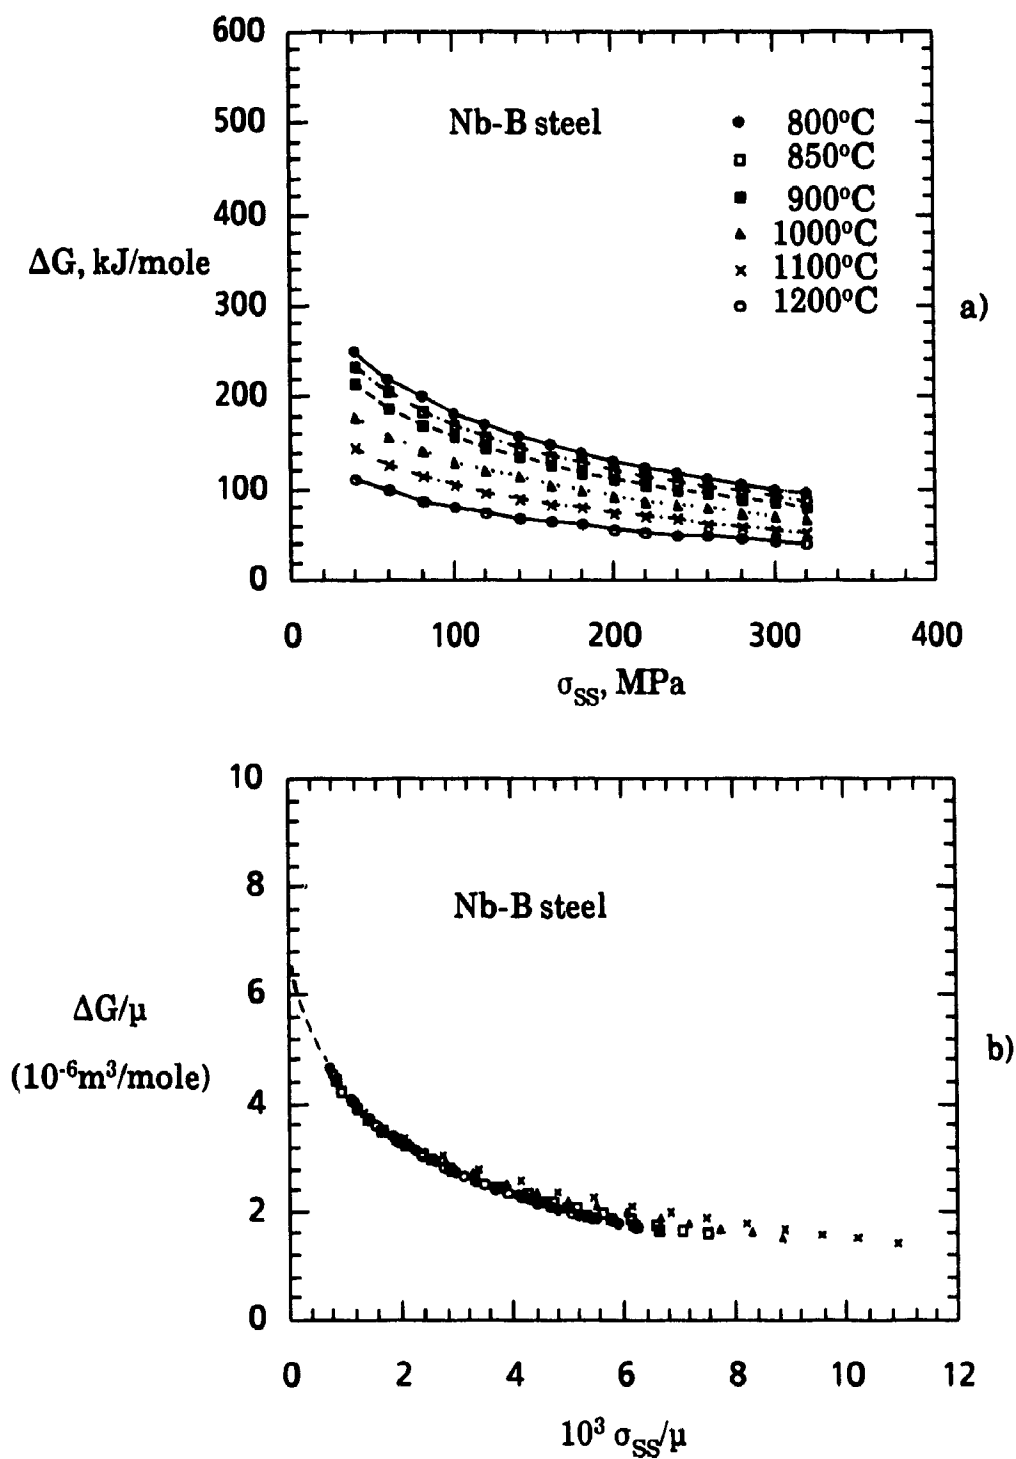 600
500
400
300
200
100
0
ΔG, kJ/mole
Nb-B steel
800°C
850°C
900°C
1000°C
1100°C
1200°C
a)
0 100 200 300 400
σSS, MPa
10
8
6
4
2
0
Nb-B steel
ΔG/μ
(10-6m3/mole)
b)
0 2 4 6 8 10 12
103 σSS/μ